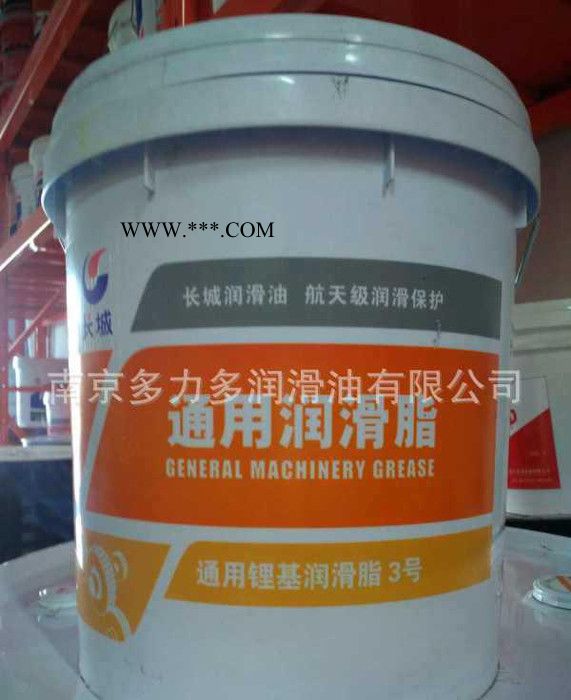 WWW.***.COM
长城
长城润滑油 航天级润滑保护
南京多力多润滑油有限公司
通用润滑脂
GENERAL MACHINERY GREASE
通用锂基润滑脂 3号